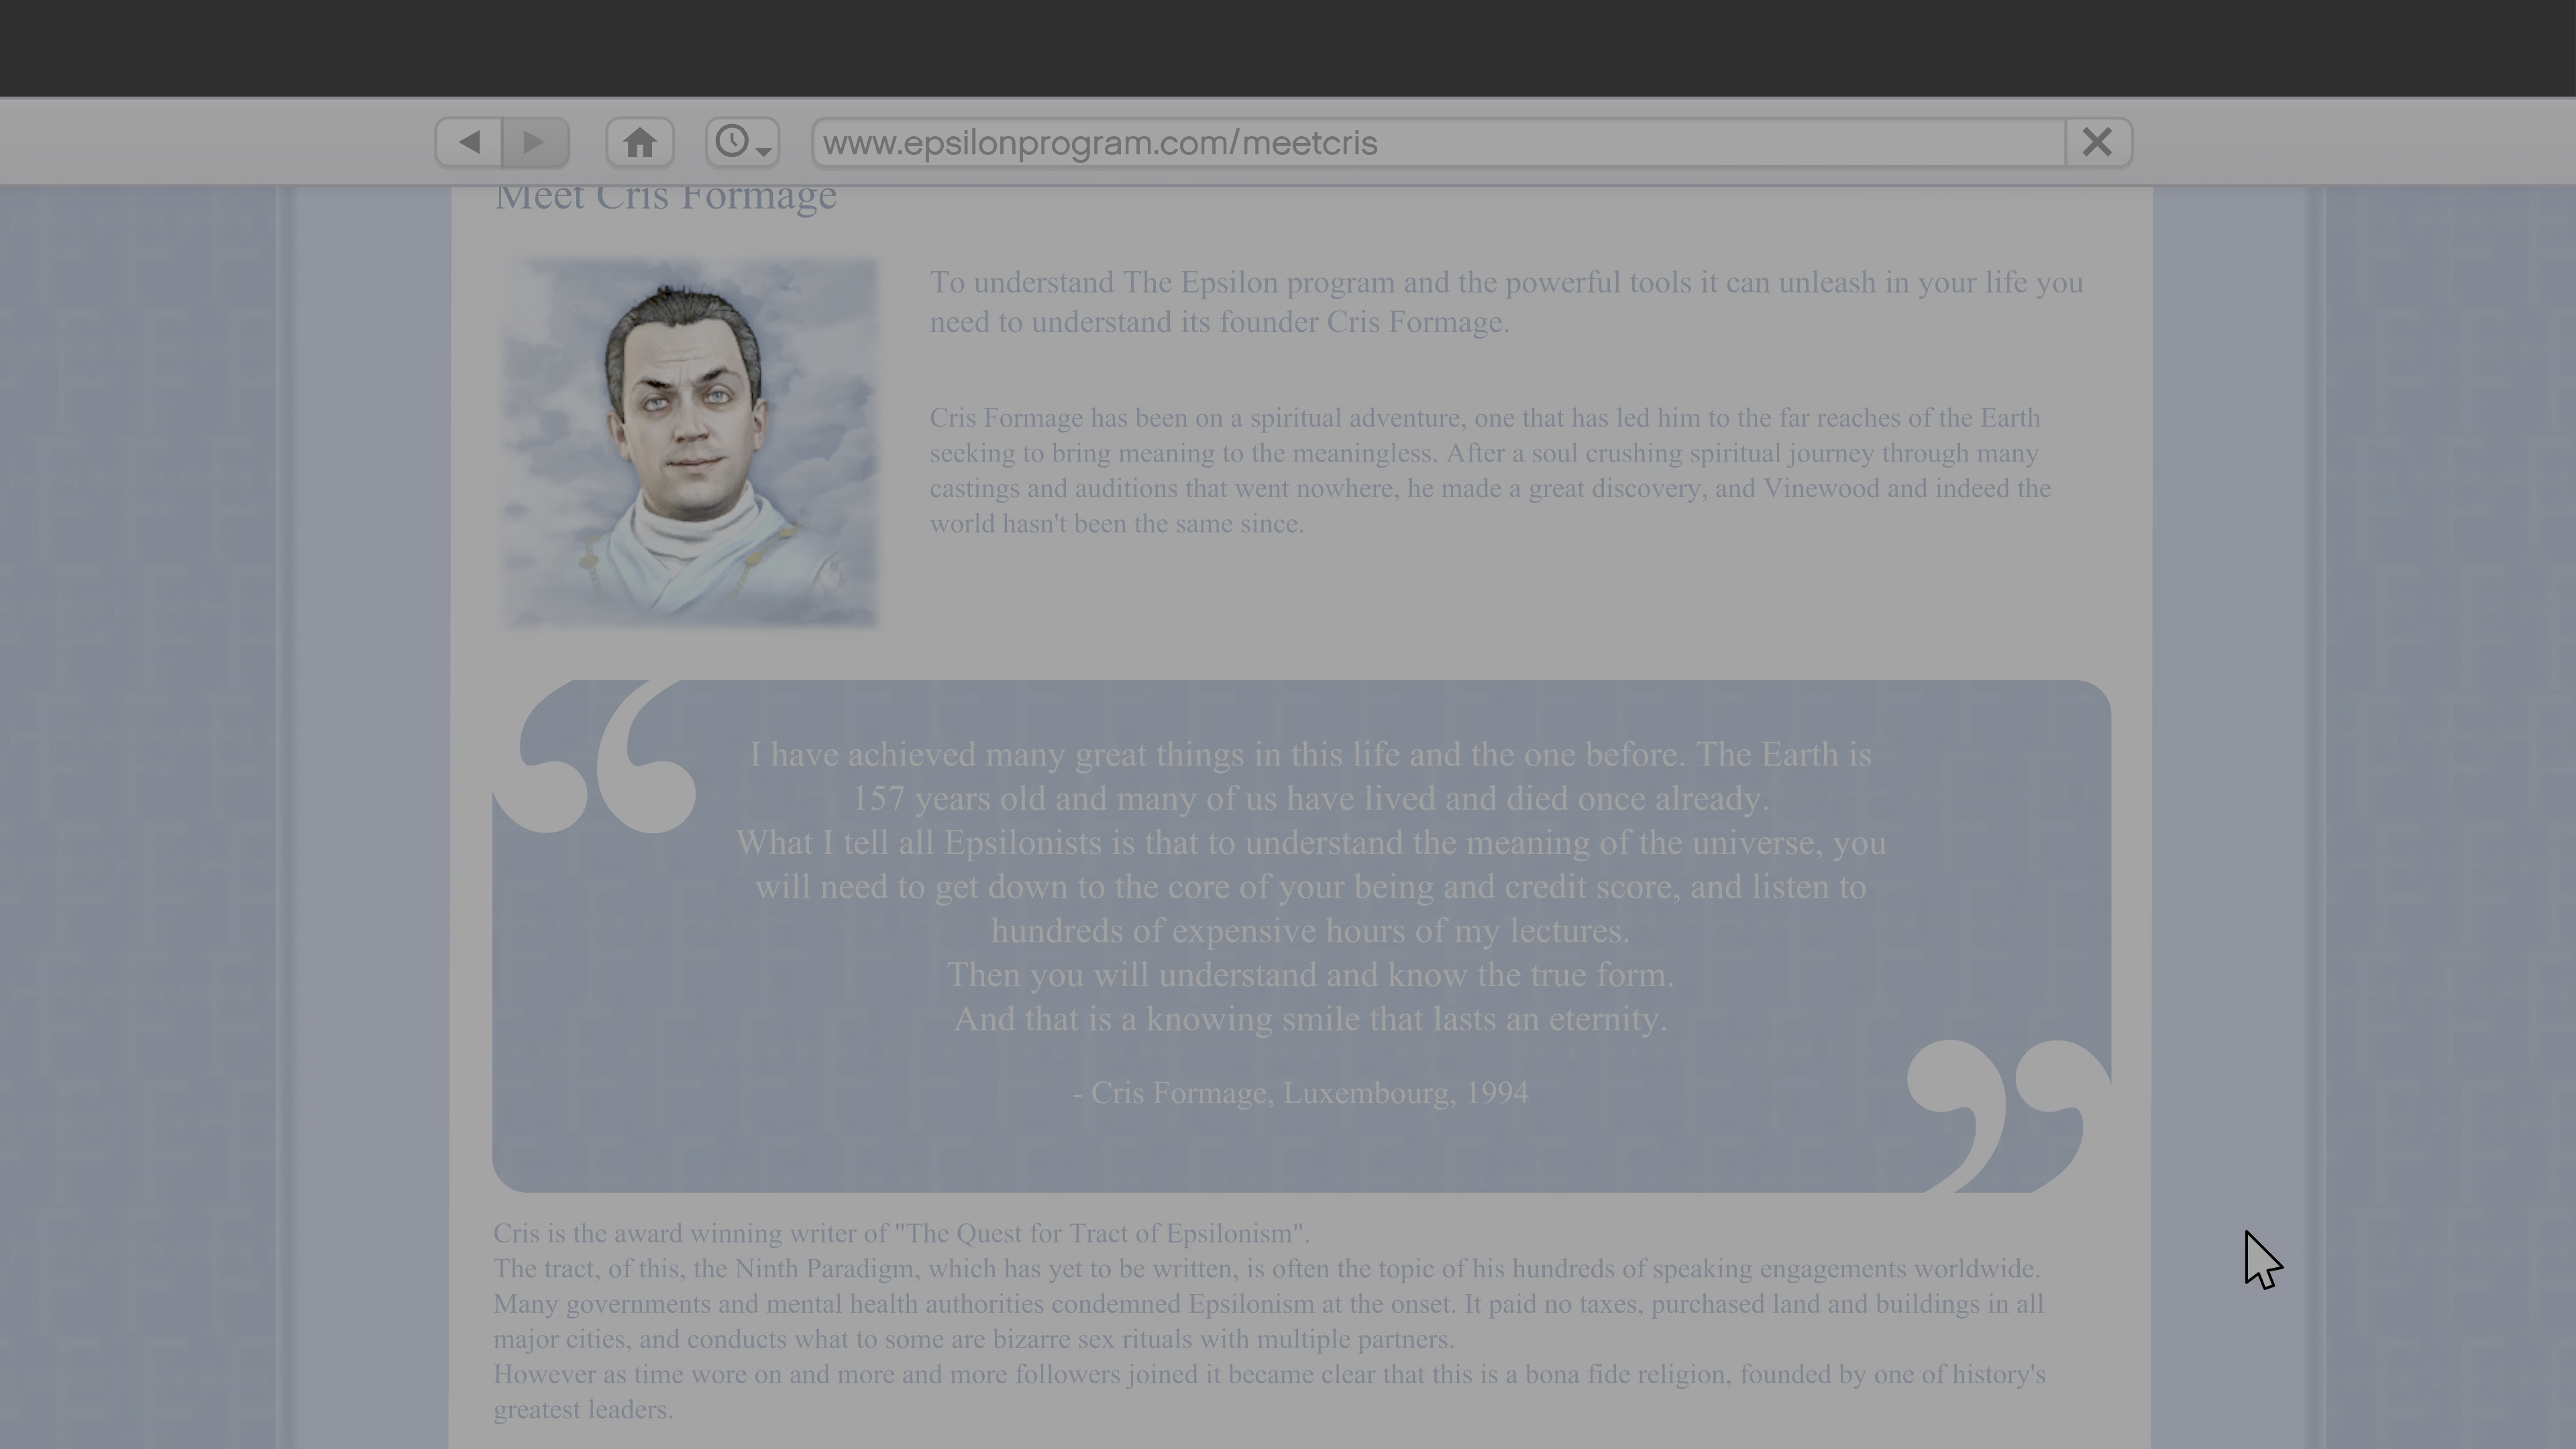 www.epsilonprogram.com/meetcris
Meet Cris Formage
To understand The Epsilon program and the powerful tools it can unleash in your life you
need to understand its founder Cris Formage.
Cris Formage has been on a spiritual adventure, one that has led him to the far reaches of the Earth
seeking to bring meaning to the meaningless. After a soul crushing spiritual journey through many
castings and auditions that went nowhere, he made a great discovery, and Vinewood and indeed the
world hasn't been the same since.
“
I have achieved many great things in this life and the one before. The Earth is
157 years old and many of us have lived and died once already.
What I tell all Epsilonists is that to understand the meaning of the universe, you
will need to get down to the core of your being and credit score, and listen to
hundreds of expensive hours of my lectures.
Then you will understand and know the true form.
And that is a knowing smile that lasts an eternity.
- Cris Formage, Luxembourg, 1994
”
Cris is the award winning writer of "The Quest for Tract of Epsilonism".
The tract, of this, the Ninth Paradigm, which has yet to be written, is often the topic of his hundreds of speaking engagements worldwide.
Many governments and mental health authorities condemned Epsilonism at the onset. It paid no taxes, purchased land and buildings in all
major cities, and conducts what to some are bizarre sex rituals with multiple partners.
However as time wore on and more and more followers joined it became clear that this is a bona fide religion, founded by one of history's
greatest leaders.